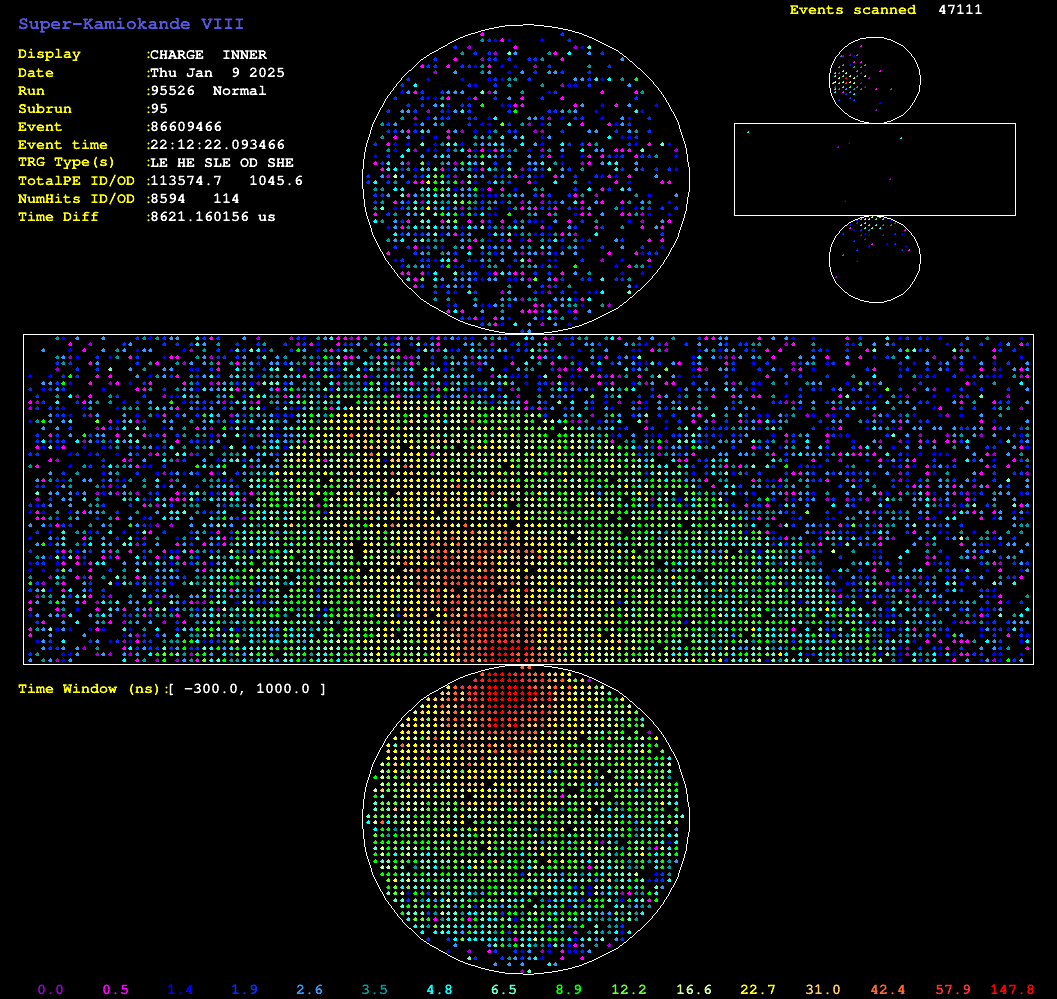 Super-Kamiokande VIII
Events scanned 47111
Display :CHARGE INNER
Date :Thu Jan 9 2025
Run :95526 Normal
Subrun :95
Event :86609466
Event time :22:12:22.093466
TRG Type(s) :LE HE SLE OD SHE
TotalPE ID/OD :113574.7 1045.6
NumHits ID/OD :8594 114
Time Diff :8621.160156 us
Time Window (ns):[ -300.0, 1000.0 ]
0.0 0.5 1.4 1.9 2.6 3.5 4.8 6.5 8.9 12.2 16.6 22.7 31.0 42.4 57.9 147.8